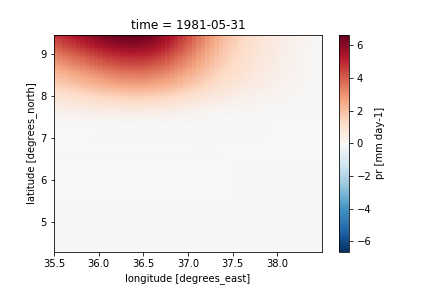 time = 1981-05-31
9
8
7
6
5
latitude [degrees_north]
35.5 36.0 36.5 37.0 37.5 38.0
longitude [degrees_east]
6
4
2
0
−2
−4
−6
pr [mm day-1]